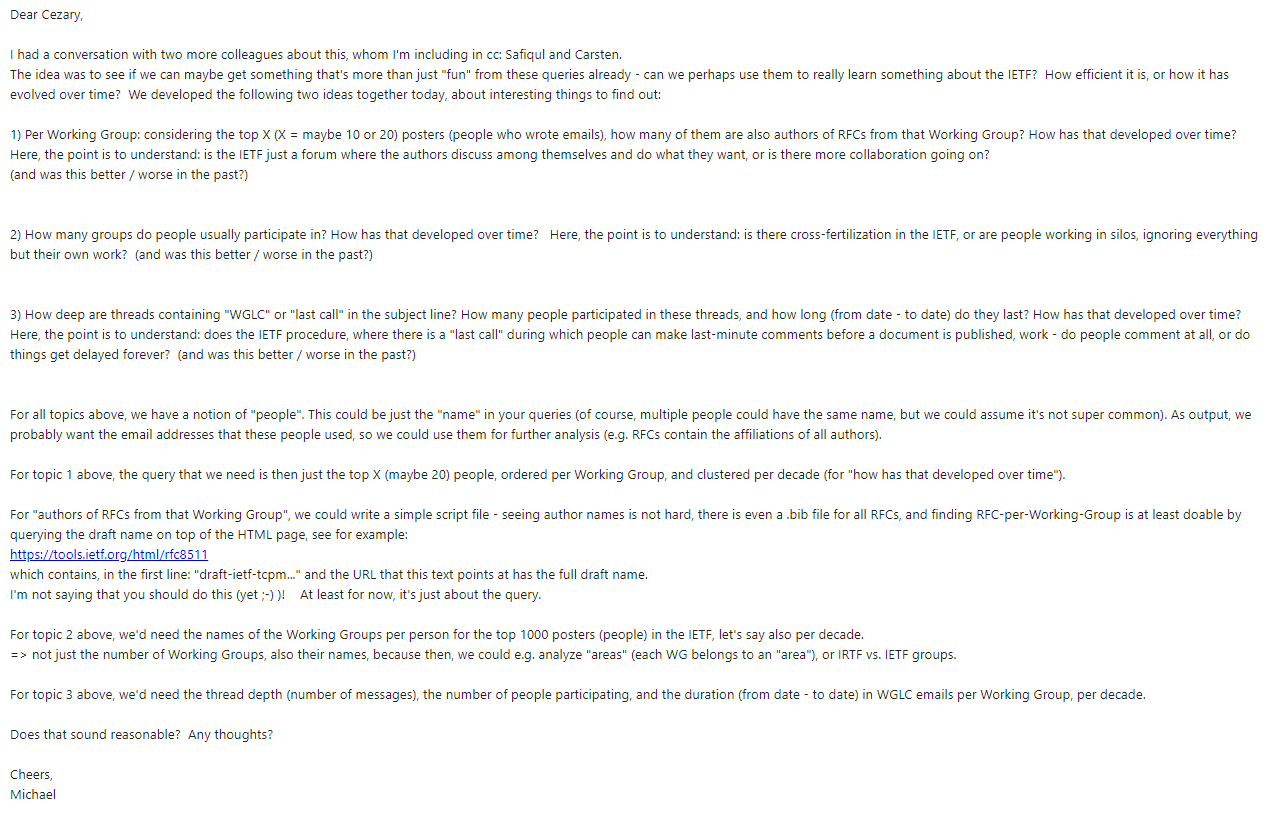 Dear Cezary,
I had a conversation with two more colleagues about this, whom I'm including in cc: Safiqul and Carsten.
The idea was to see if we can maybe get something that's more than just "fun" from these queries already - can we perhaps use them to really learn something about the IETF?  How efficient it is, or how it has
evolved over time?  We developed the following two ideas together today, about interesting things to find out:
1) Per Working Group: considering the top X (X = maybe 10 or 20) posters (people who wrote emails), how many of them are also authors of RFCs from that Working Group? How has that developed over time?
Here, the point is to understand: is the IETF just a forum where the authors discuss among themselves and do what they want, or is there more collaboration going on?
(and was this better / worse in the past?)
2) How many groups do people usually participate in? How has that developed over time?   Here, the point is to understand: is there cross-fertilization in the IETF, or are people working in silos, ignoring everything
but their own work?  (and was this better / worse in the past?)
3) How deep are threads containing "WGLC" or "last call" in the subject line? How many people participated in these threads, and how long (from date - to date) do they last? How has that developed over time?
Here, the point is to understand: does the IETF procedure, where there is a "last call" during which people can make last-minute comments before a document is published, work - do people comment at all, or do
things get delayed forever?  (and was this better / worse in the past?)
For all topics above, we have a notion of "people". This could be just the "name" in your queries (of course, multiple people could have the same name, but we could assume it's not super common). As output, we
probably want the email addresses that these people used, so we could use them for further analysis (e.g. RFCs contain the affiliations of all authors).
For topic 1 above, the query that we need is then just the top X (maybe 20) people, ordered per Working Group, and clustered per decade (for "how has that developed over time").
For "authors of RFCs from that Working Group", we could write a simple script file - seeing author names is not hard, there is even a .bib file for all RFCs, and finding RFC-per-Working-Group is at least doable by
querying the draft name on top of the HTML page, see for example:
https://tools.ietf.org/html/rfc8511
which contains, in the first line: "draft-ietf-tcpm..." and the URL that this text points at has the full draft name.
I'm not saying that you should do this (yet ;-) )!    At least for now, it's just about the query.
For topic 2 above, we'd need the names of the Working Groups per person for the top 1000 posters (people) in the IETF, let's say also per decade.
=> not just the number of Working Groups, also their names, because then, we could e.g. analyze "areas" (each WG belongs to an "area"), or IRTF vs. IETF groups.
For topic 3 above, we'd need the thread depth (number of messages), the number of people participating, and the duration (from date - to date) in WGLC emails per Working Group, per decade.
Does that sound reasonable?  Any thoughts?
Cheers,
Michael